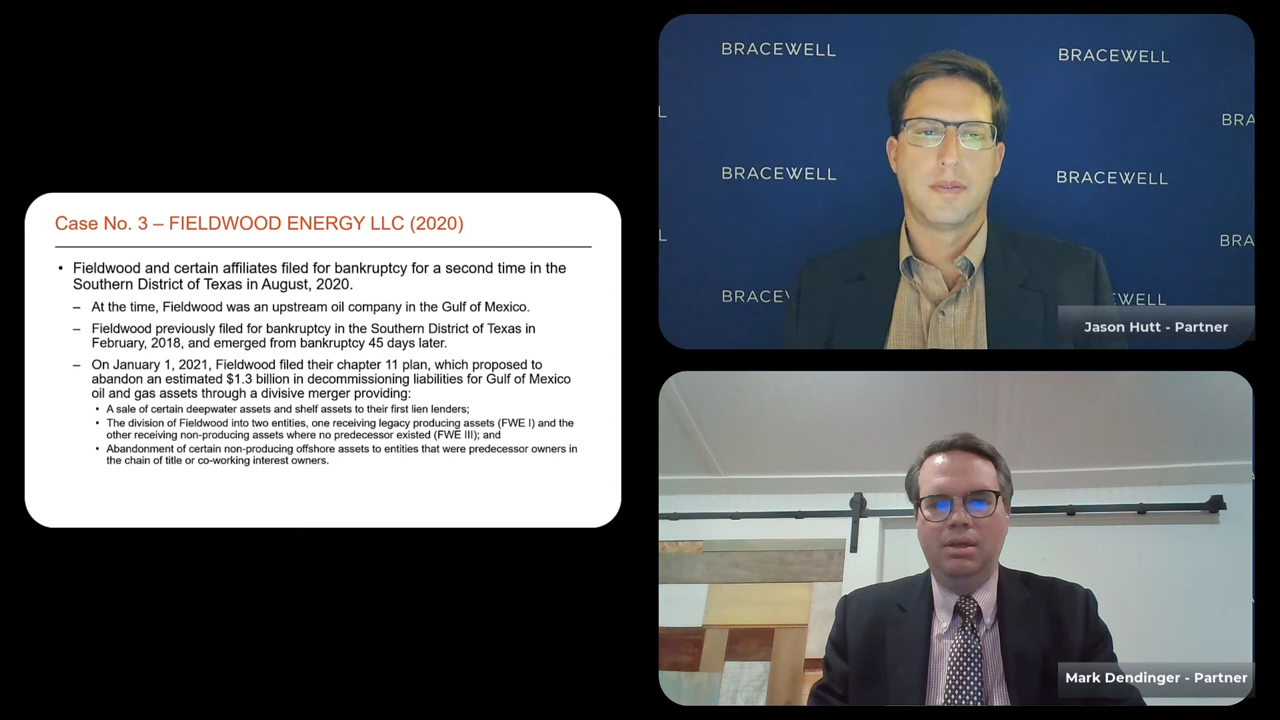 Case No. 3 – FIELDWOOD ENERGY LLC (2020)
• Fieldwood and certain affiliates filed for bankruptcy for a second time in the
Southern District of Texas in August, 2020.
– At the time, Fieldwood was an upstream oil company in the Gulf of Mexico.
– Fieldwood previously filed for bankruptcy in the Southern District of Texas in
February, 2018, and emerged from bankruptcy 45 days later.
– On January 1, 2021, Fieldwood filed their chapter 11 plan, which proposed to
abandon an estimated $1.3 billion in decommissioning liabilities for Gulf of Mexico
oil and gas assets through a divisive merger providing:
• A sale of certain deepwater assets and shelf assets to their first lien lenders;
• The division of Fieldwood into two entities, one receiving legacy producing assets (FWE I) and the
other receiving non-producing assets where no predecessor existed (FWE III); and
• Abandonment of certain non-producing offshore assets to entities that were predecessor owners in
the chain of title or co-working interest owners.
BRACEWELL BRACEWELL
L BRA
BRACEWELL BRACEWELL
L BRA
BRACEW EWELL
Jason Hutt - Partner
Mark Dendinger - Partner